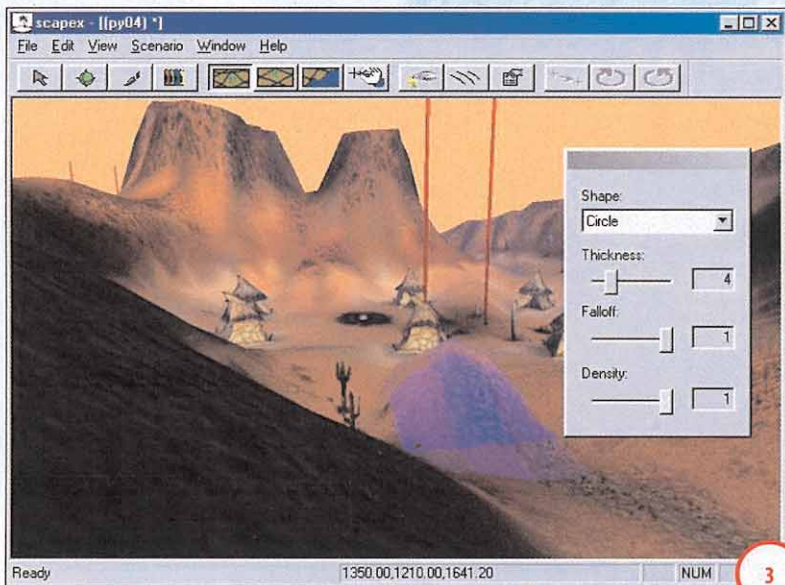 scapex - [(py04) *]
File Edit View Scenario Window Help
Shape:
Circle
Thickness:
4
Falloff:
1
Density:
1
Ready 1350.00,1210.00,1641.20 NUM
3